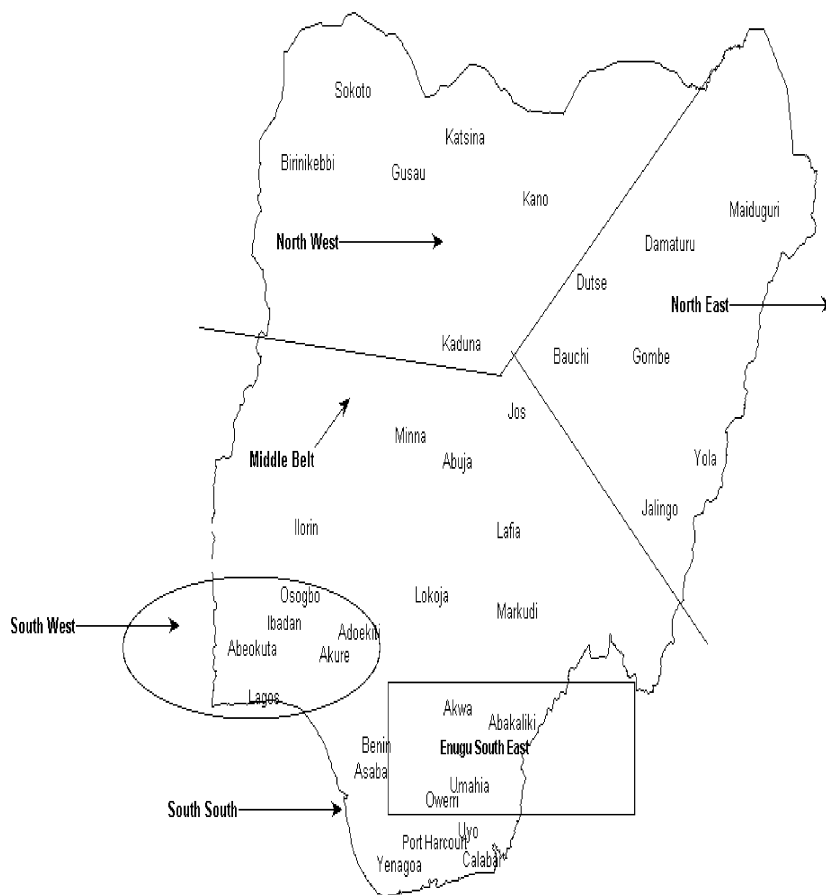 Sokoto
Katsina
Birinikebbi
Gusau
Kano
Maiduguri
North West
Damaturu
Dutse
North East
Kaduna
Bauchi
Gombe
Jos
Minna
Middle Belt
Abuja
Yola
Jalingo
Ilorin
Lafia
Osogbo
Lokoja
Markudi
South West
Ibadan
Adoekiti
Abeokuta
Akure
Lagos
Akwa
Abakaliki
Benin
Enugu South East
Asaba
Umahia
Owerri
South South
Uyo
Port Harcourt
Calabar
Yenagoa